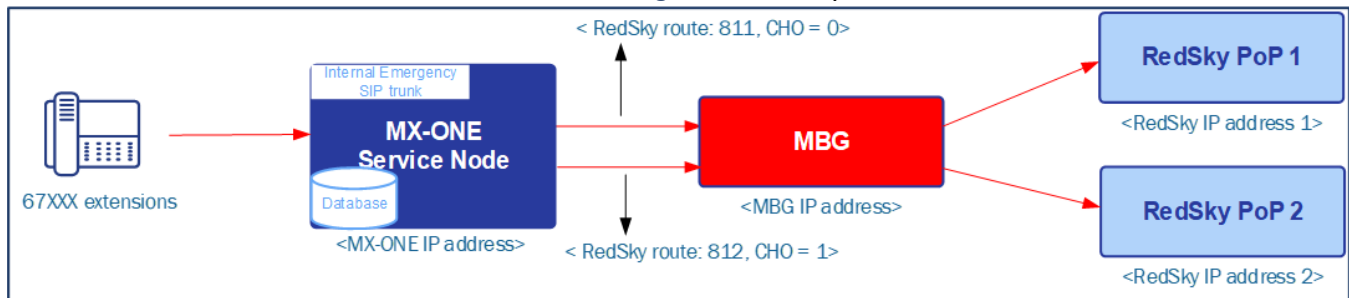 < RedSky route: 811, CHO = 0>
Internal Emergency
SIP trunk
MX-ONE
Service Node
Database
<MX-ONE IP address>
67XXX extensions
MBG
<MBG IP address>
< RedSky route: 812, CHO = 1>
RedSky PoP 1
<RedSky IP address 1>
RedSky PoP 2
<RedSky IP address 2>